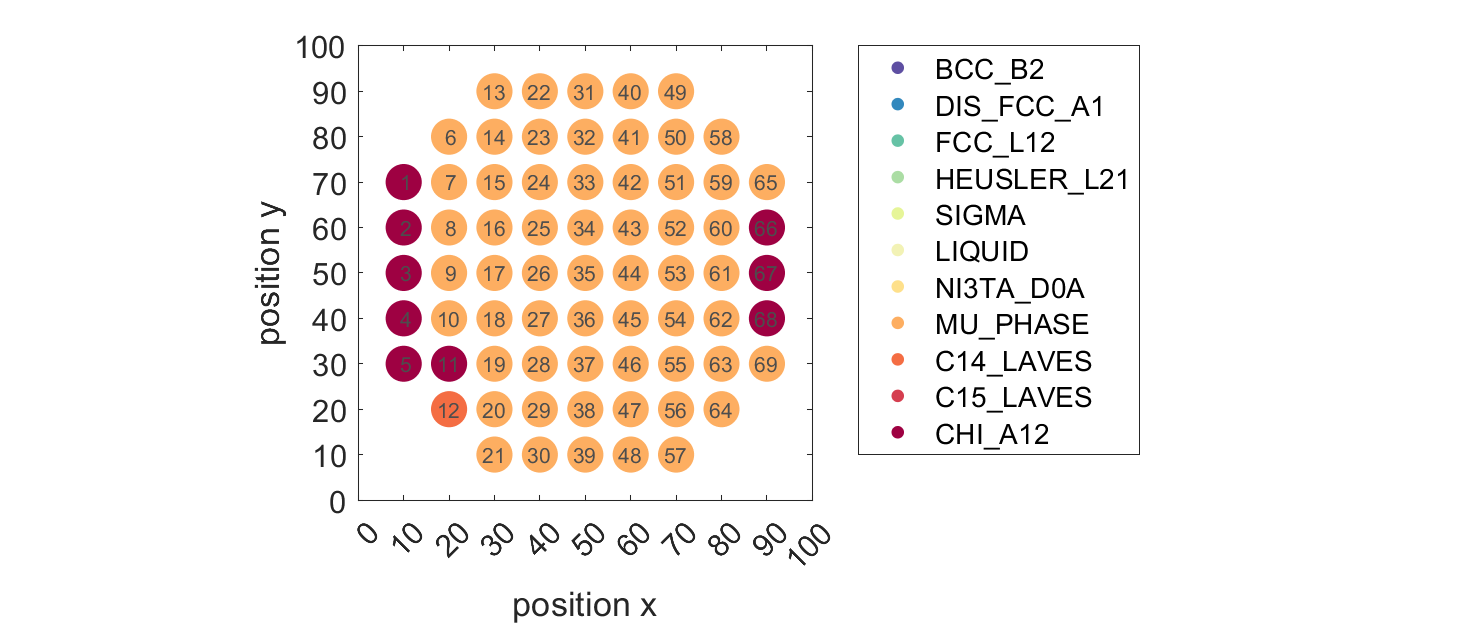 100
90
80
70
60
50
40
30
20
10
0
position y
13 22 31 40 49
6 14 23 32 41 50 58
1 7 15 24 33 42 51 59 65
2 8 16 25 34 43 52 60 66
3 9 17 26 35 44 53 61 67
4 10 18 27 36 45 54 62 68
5 11 19 28 37 46 55 63 69
12 20 29 38 47 56 64
21 30 39 48 57
0 10 20 30 40 50 60 70 80 90 100
position x
BCC_B2
DIS_FCC_A1
FCC_L12
HEUSLER_L21
SIGMA
LIQUID
NI3TA_D0A
MU_PHASE
C14_LAVES
C15_LAVES
CHI_A12